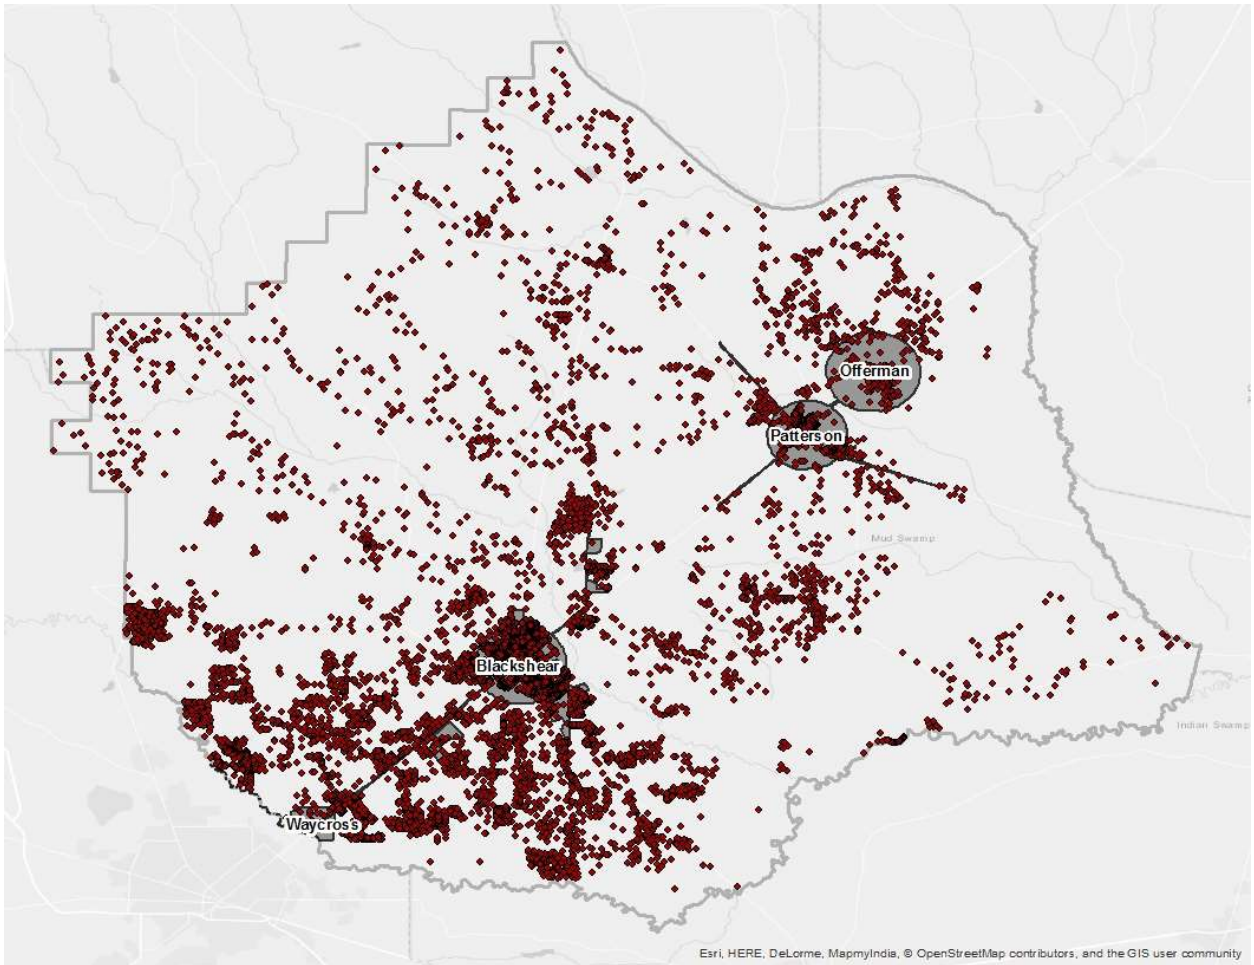 Offerman
Patterson
Mud Swamp
Blackshear
Indian Swamp
Waycross
Esri, HERE, DeLorme, MapmyIndia, © OpenStreetMap contributors, and the GIS user community